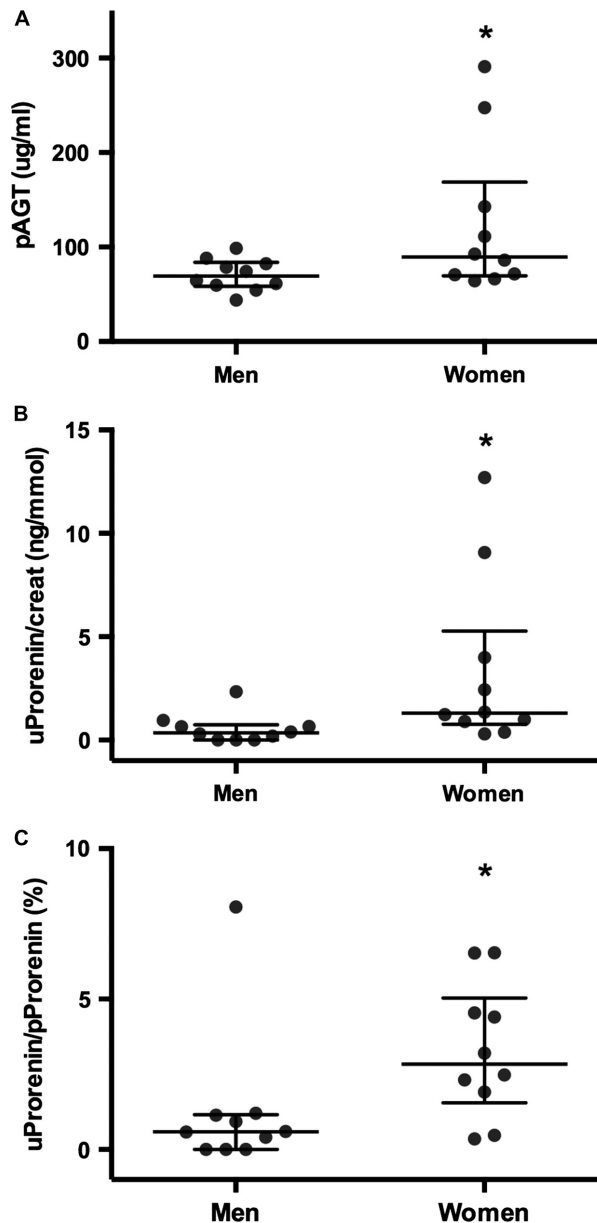 A
pAGT (ug/ml)
300
200
100
0
*
Men
Women
B
uProrenin/creat (ng/mmol)
15
10
5
0
*
Men
Women
C
uProrenin/pProrenin (%)
10
5
0
*
Men
Women